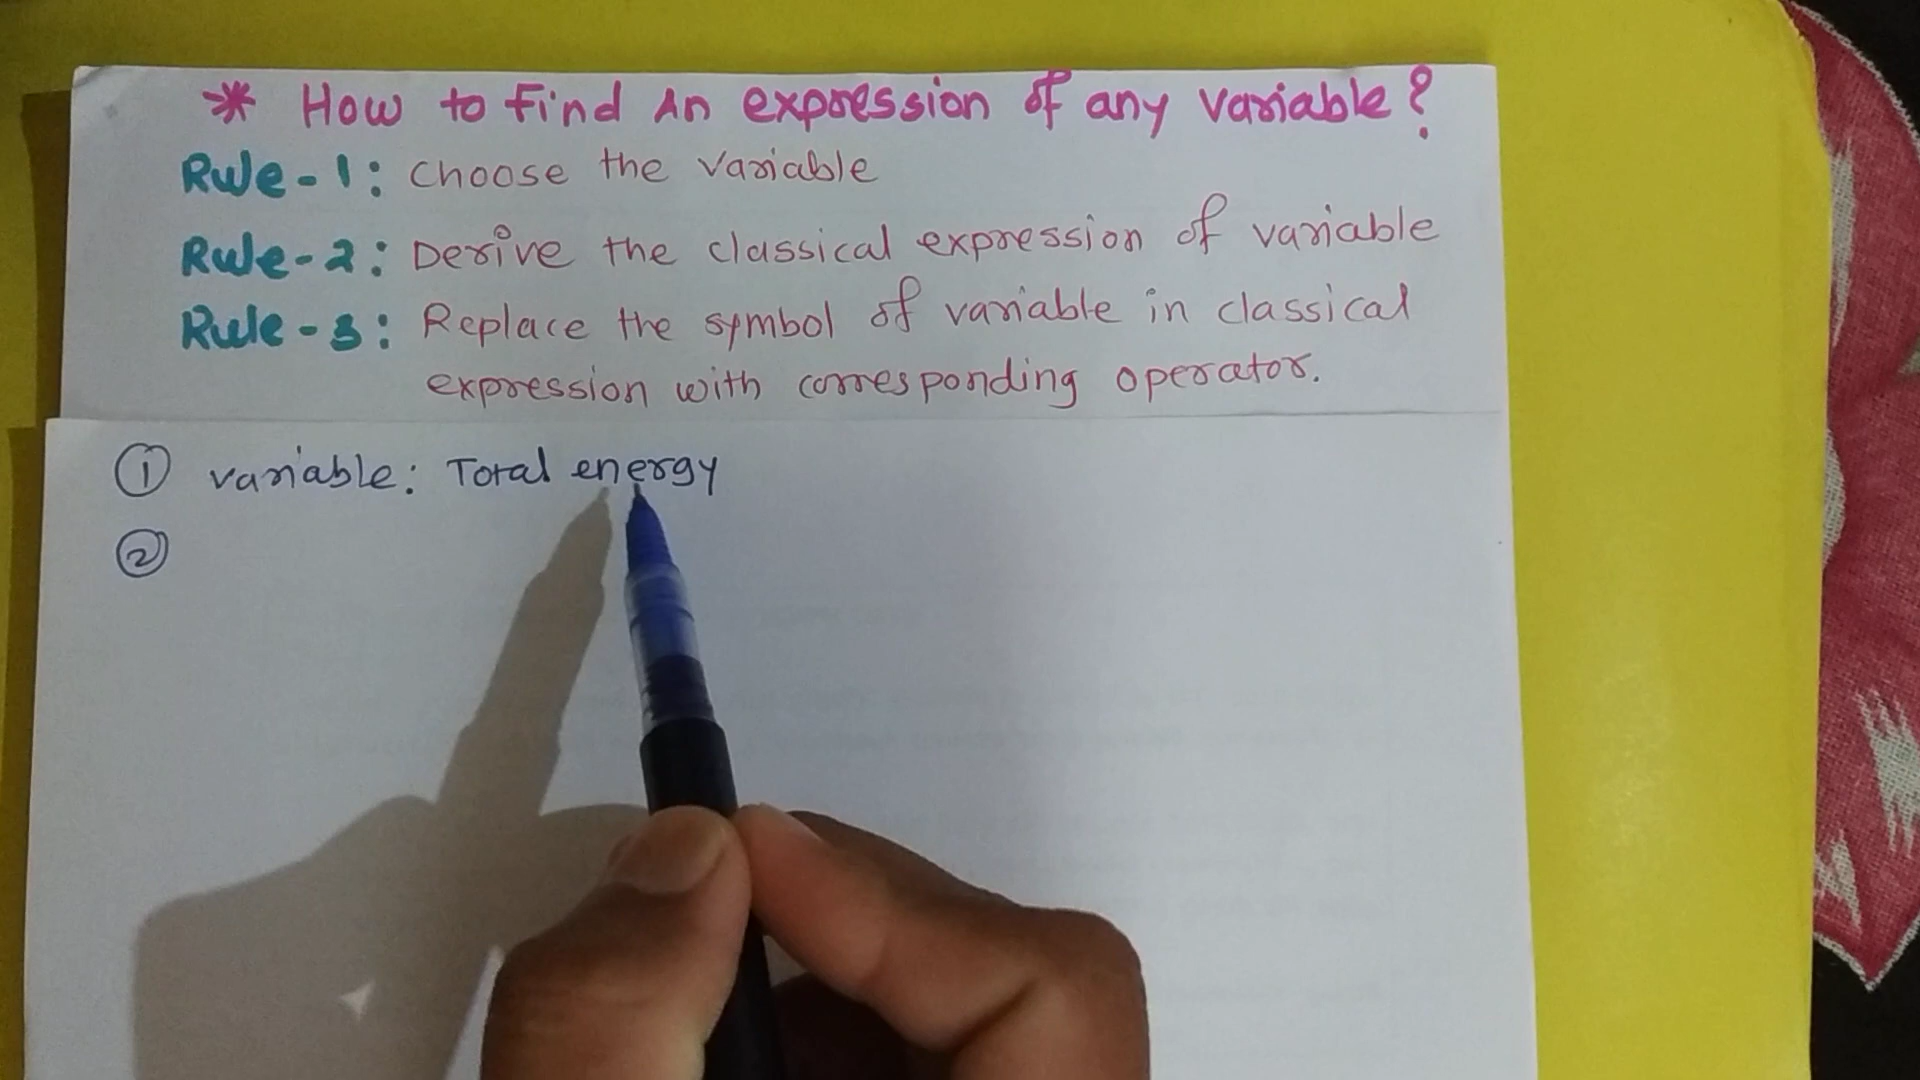 * How to Find An expression of any variable?
Rule-1: choose the variable
Rule-2: Derive the classical expression of variable
Rule-3: Replace the symbol of variable in classical
expression with corresponding operator.
① variable: Total energy
②